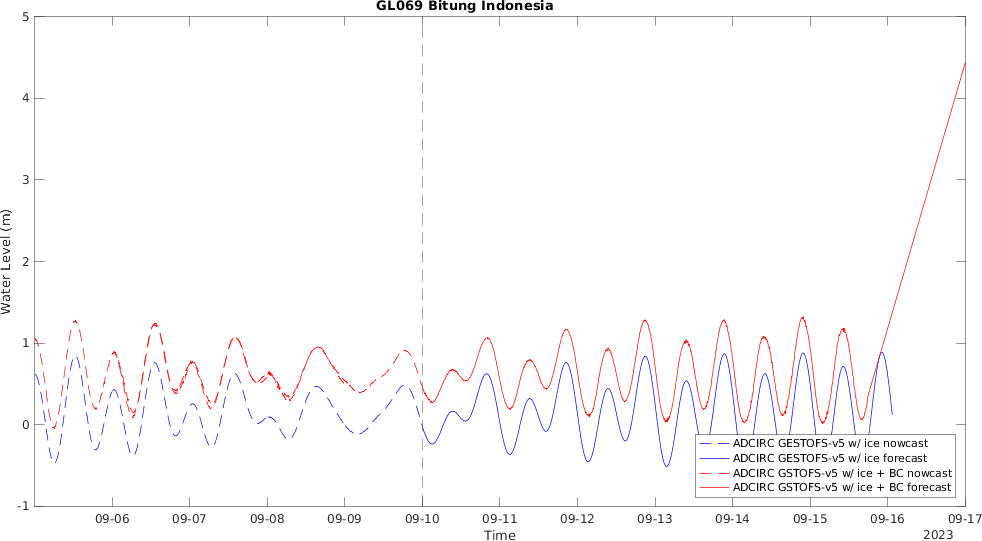 GL069 Bitung Indonesia
5
4
3
2
1
0
-1
Water Level (m)
ADCIRC GESTOFS-v5 w/ ice nowcast
ADCIRC GESTOFS-v5 w/ ice forecast
ADCIRC GSTOFS-v5 w/ ice + BC nowcast
ADCIRC GSTOFS-v5 w/ ice + BC forecast
09-06 09-07 09-08 09-09 09-10 09-11 09-12 09-13 09-14 09-15 09-16 09-17
Time
2023